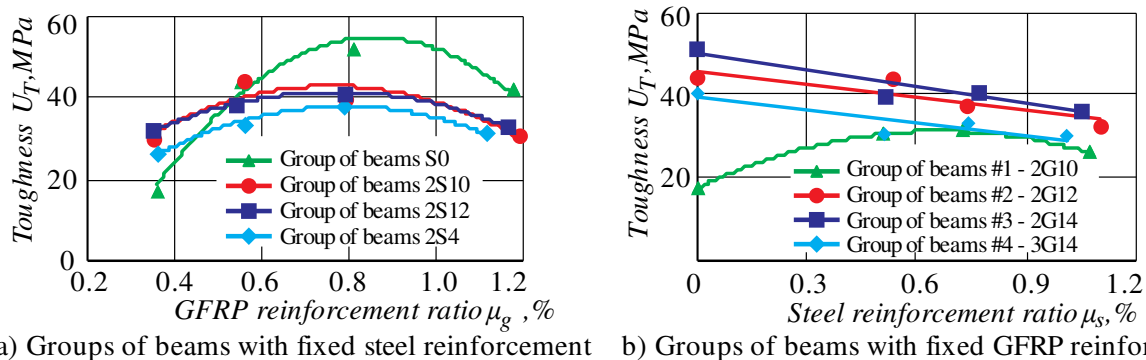 Toughness U_T, MPa
60
40
20
0
0.2
0.4
0.6
0.8
1.0
1.2
Group of beams S0
Group of beams 2S10
Group of beams 2S12
Group of beams 2S4
GFRP reinforcement ratio μ_g ,%
a) Groups of beams with fixed steel reinforcement
Toughness U_T, MPa
60
40
20
0
0.3
0.6
0.9
1.2
Group of beams #1 - 2G10
Group of beams #2 - 2G12
Group of beams #3 - 2G14
Group of beams #4 - 3G14
Steel reinforcement ratio μ_s, %
b) Groups of beams with fixed GFRP reinfo